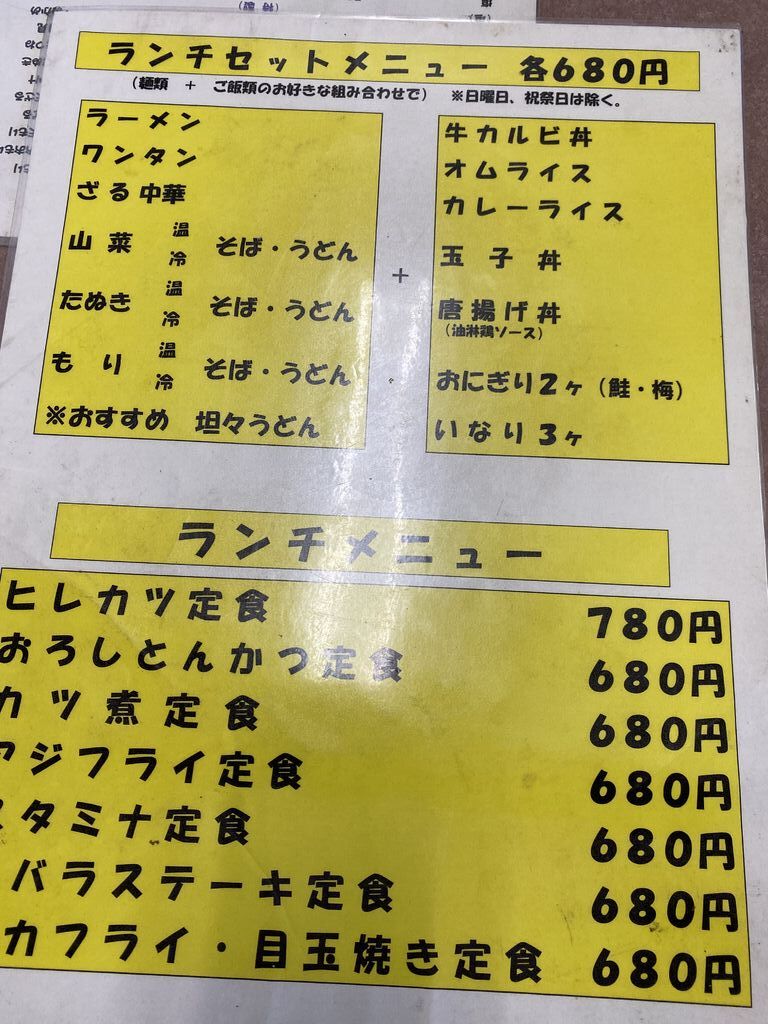 ランチセットメニュー 各680円
（麺類 + ご飯類のお好きな組み合わせで） ※日曜日、祝祭日は除く。
ラーメン
ワンタン
ざる中華
山菜 温 冷 そば・うどん
たぬき 温 冷 そば・うどん
もり 温 冷 そば・うどん
※おすすめ 坦々うどん
+
牛カルビ丼
オムライス
カレーライス
玉子丼
唐揚げ丼
（油淋鶏ソース）
おにぎり2ヶ（鮭・梅）
いなり3ヶ
ランチメニュー
ヒレカツ定食 780円
おろしとんかつ定食 680円
カツ煮定食 680円
アジフライ定食 680円
スタミナ定食 680円
バラステーキ定食 680円
カフライ・目玉焼き定食 680円